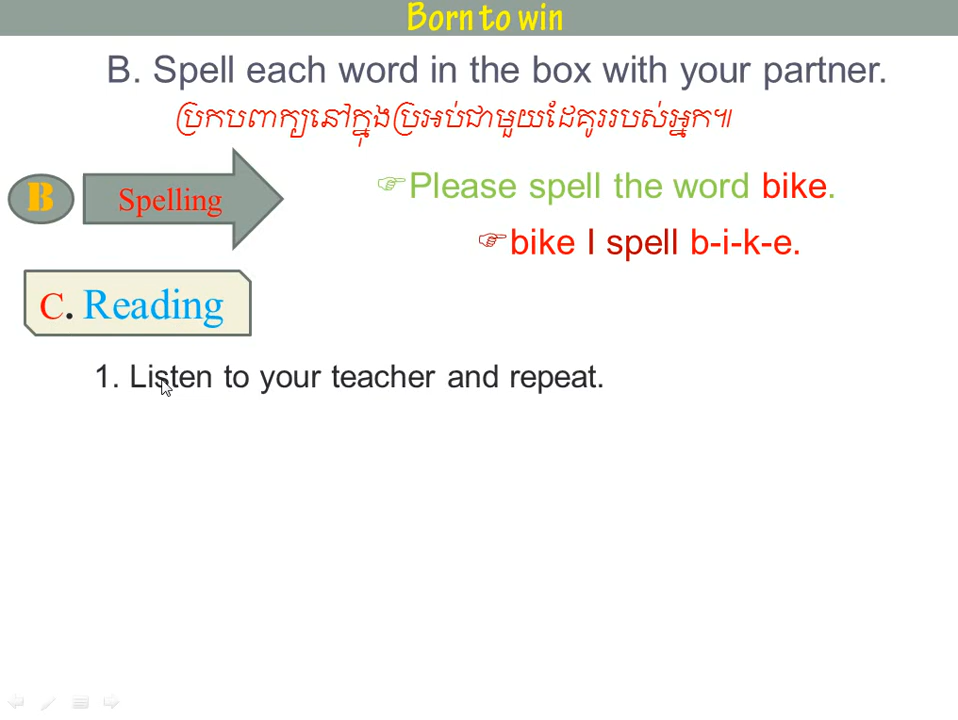 Born to win
B. Spell each word in the box with your partner.
ប្រកបពាក្យនៅក្នុងប្រអប់ជាមួយដៃគូររបស់អ្នក៕
B
Spelling
☞Please spell the word bike.
☞bike I spell b-i-k-e.
C. Reading
1. Listen to your teacher and repeat.